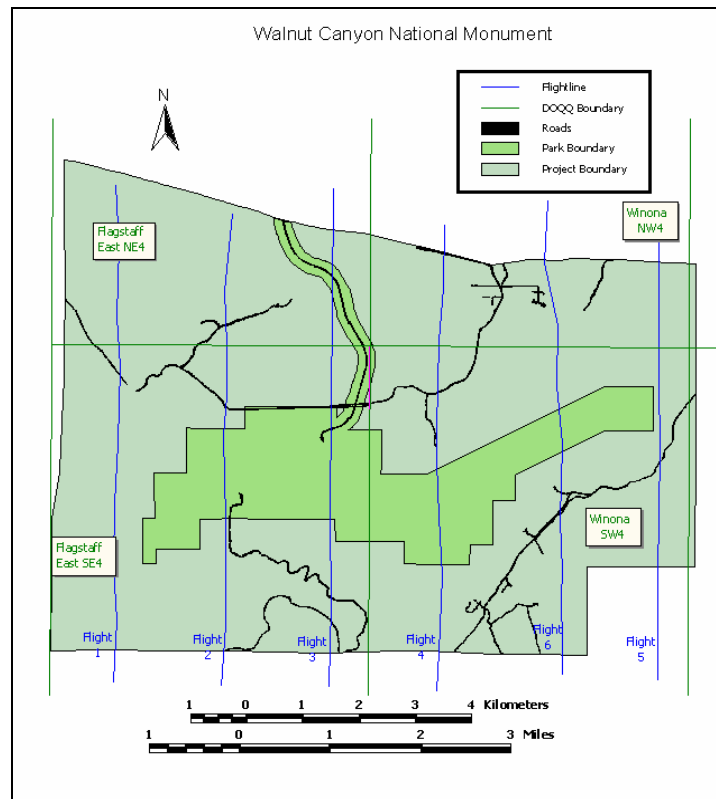 Walnut Canyon National Monument
Flightline
DOQQ Boundary
Roads
Park Boundary
Project Boundary
N
Flagstaff
East NE4
Winona
NW4
Flagstaff
East SE4
Winona
SW4
Flight
1
Flight
2
Flight
3
Flight
4
Flight
6
Flight
5
1 0 1 2 3 4 Kilometers
1 0 1 2 3 Miles